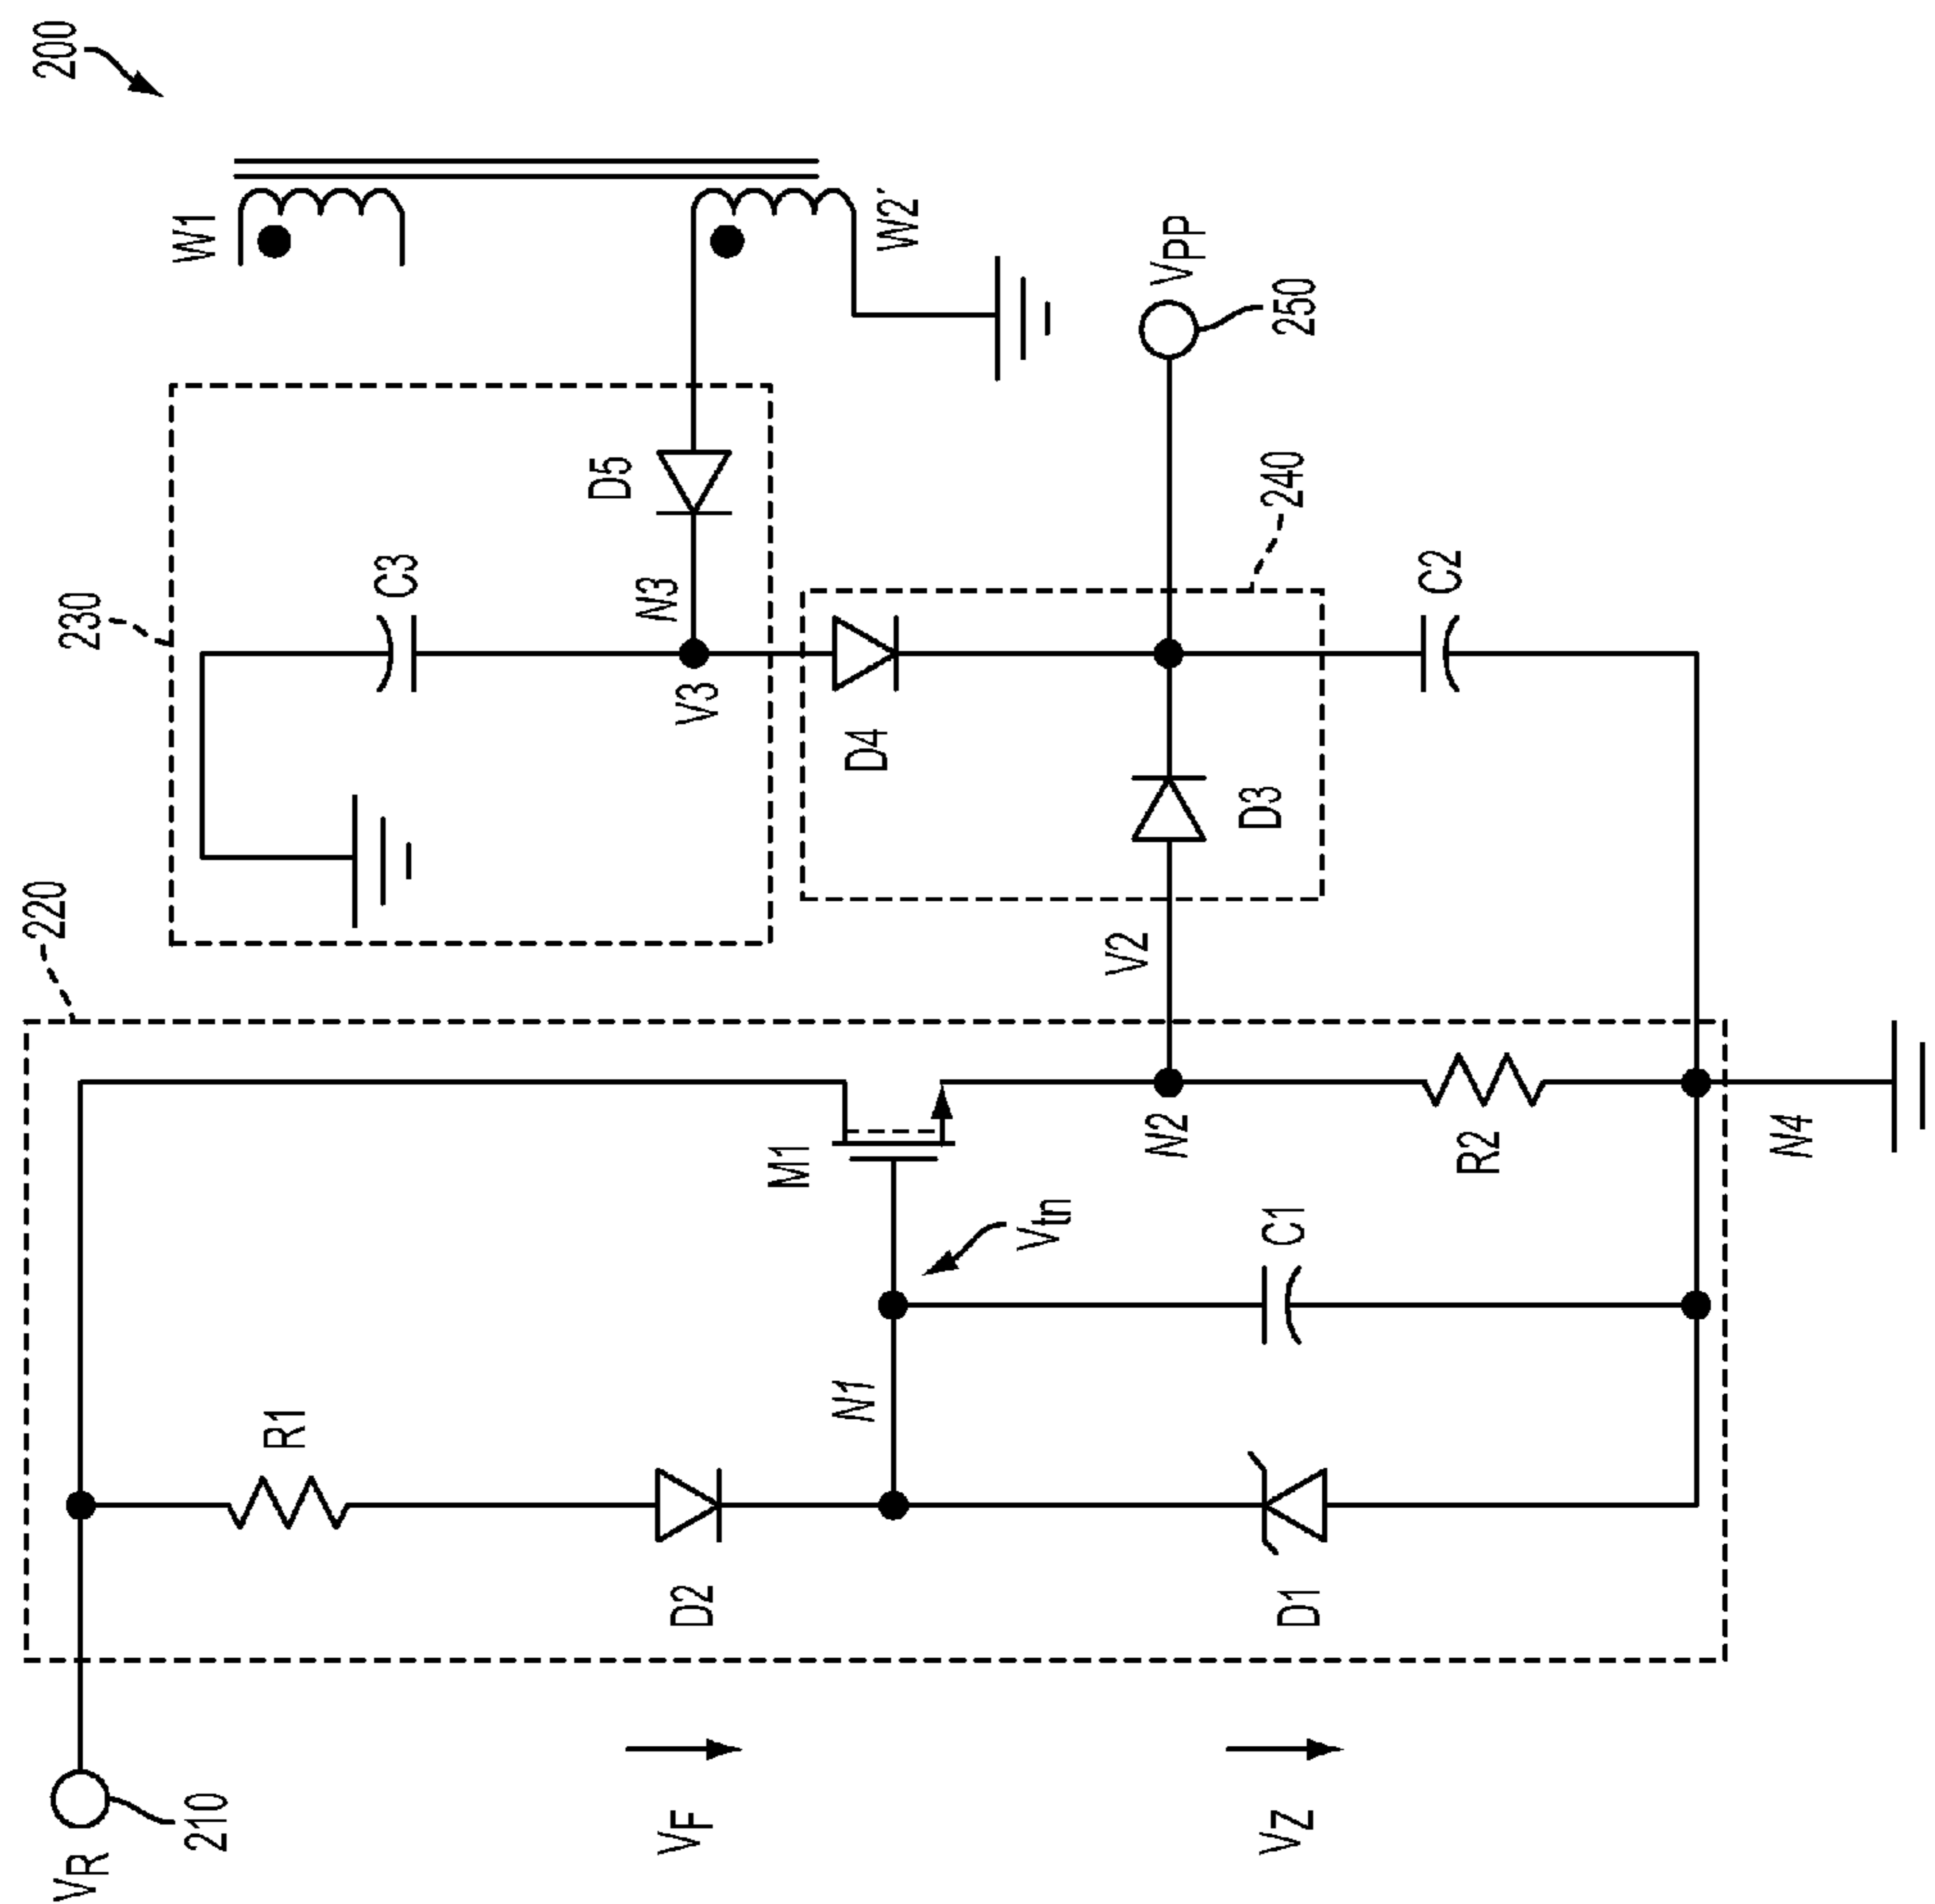 200
W1
W2'
VPP
250
230
C3
D5
N3
V3
240
D4
D3
C2
220
V2
M1
N2
R2
N4
Vtn
C1
N1
R1
D2
D1
VR
210
VF
VZ